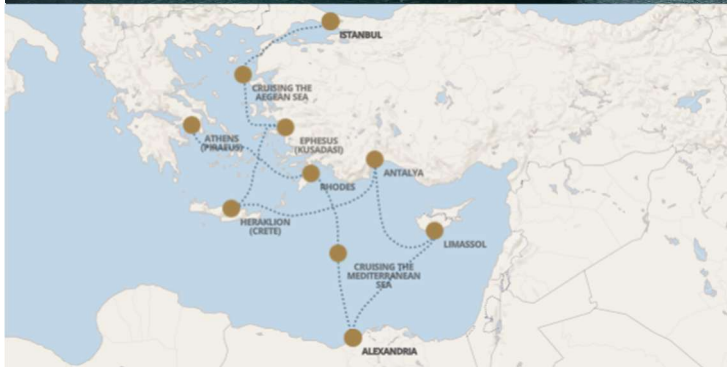 ISTANBUL
CRUISING THE
AEGEAN SEA
ATHENS
(PIRAEUS)
EPHESUS
(KUSADASI)
ANTALYA
RHODES
HERAKLION
(CRETE)
LIMASSOL
CRUISING THE
MEDITERRANEAN
SEA
ALEXANDRIA